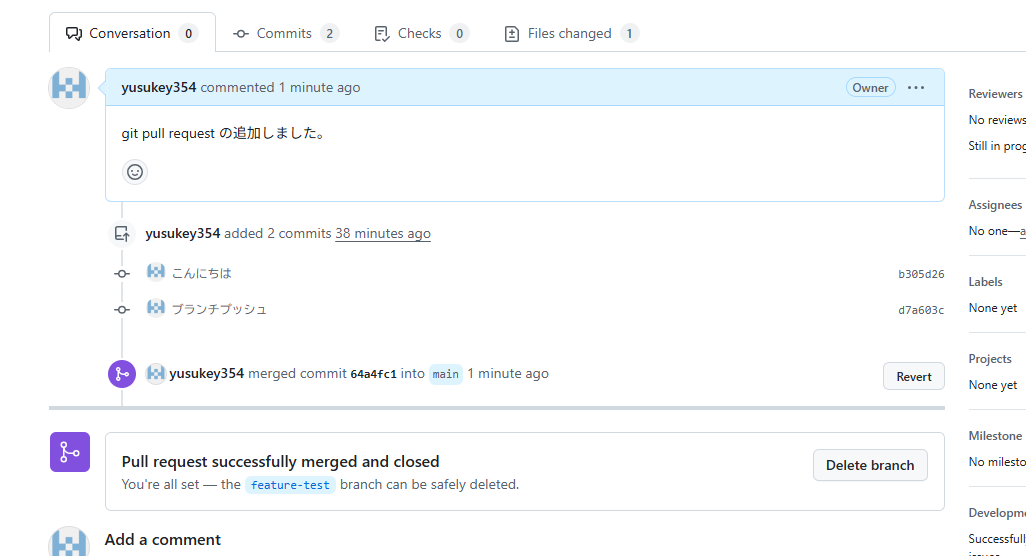 Conversation 0 Commits 2 Checks 0 Files changed 1
yusukey354 commented 1 minute ago Owner
git pull request の追加しました。
yusukey354 added 2 commits 38 minutes ago
こんにちは b305d26
ブランチプッシュ d7a603c
yusukey354 merged commit 64a4fc1 into main 1 minute ago Revert
Pull request successfully merged and closed
You're all set — the feature-test branch can be safely deleted.
Delete branch
Add a comment
Reviewers
No reviews
Still in prog
Assignees
No one—a
Labels
None yet
Projects
None yet
Milestone
No milesto
Developme
Successfull